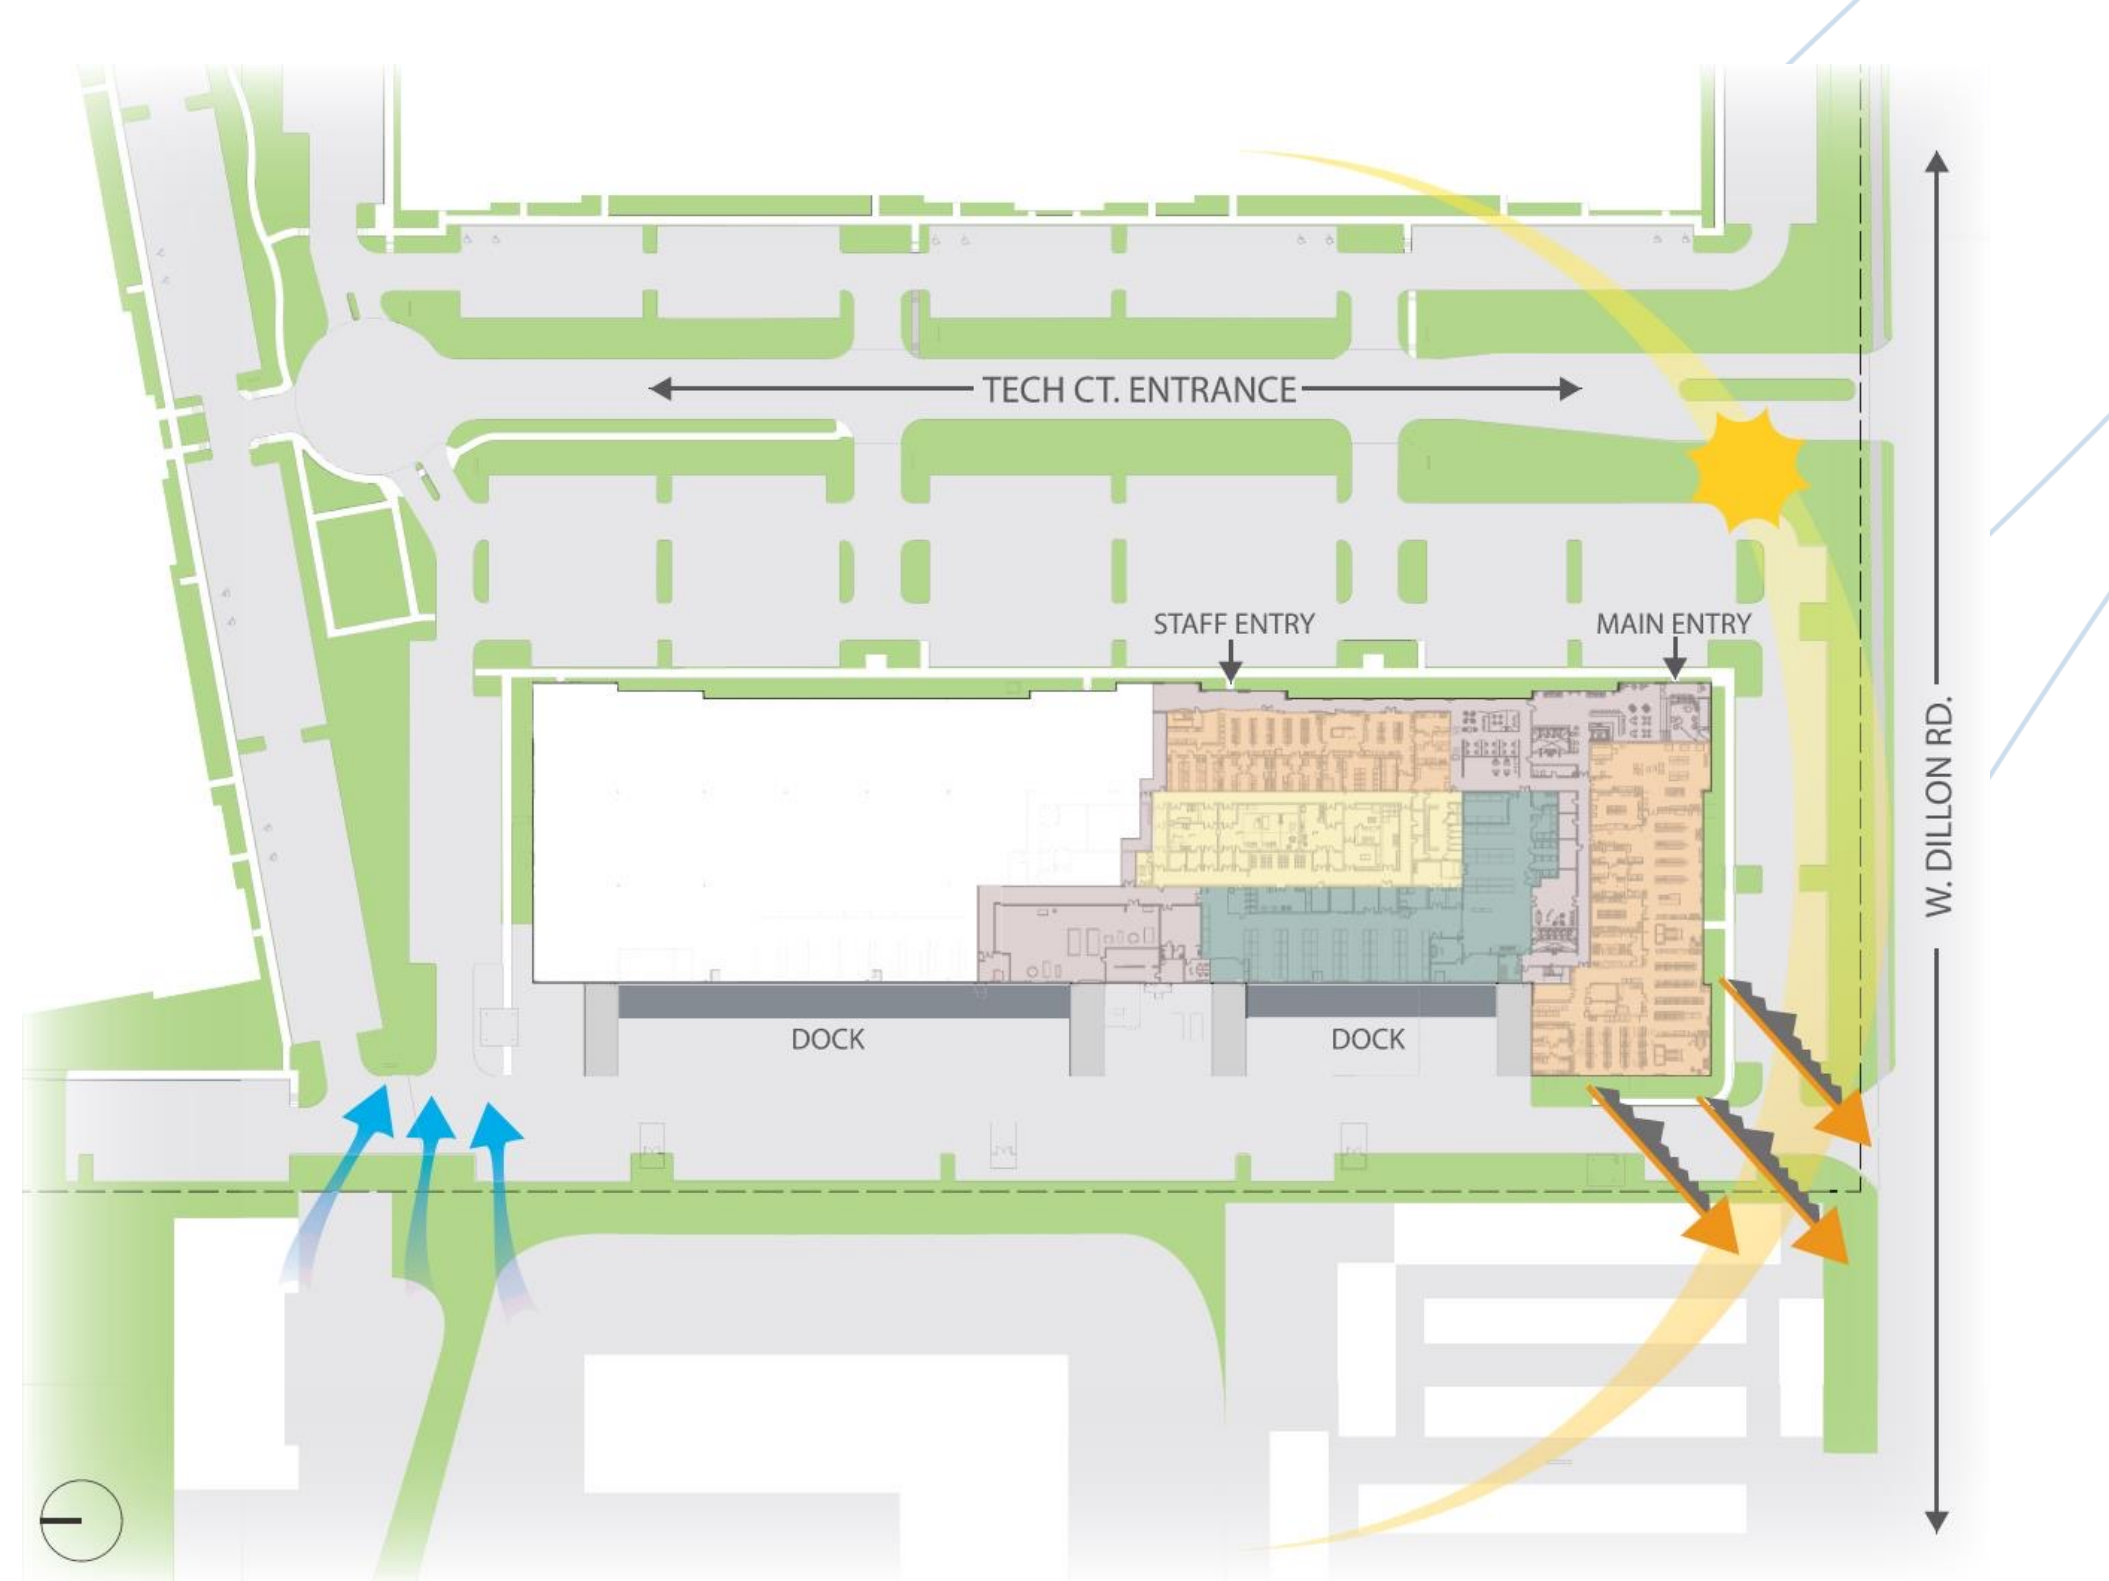 TECH CT. ENTRANCE
STAFF ENTRY
MAIN ENTRY
W. DILLON RD.
DOCK
DOCK